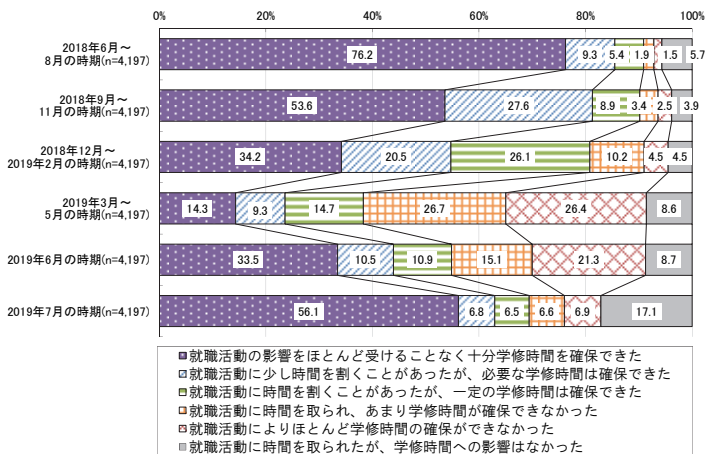 0% 20% 40% 60% 80% 100%
2018年6月～
8月の時期(n=4,197)
76.2 9.3 5.4 1.9 1.5 5.7
2018年9月～
11月の時期(n=4,197)
53.6 27.6 8.9 3.4 2.5 3.9
2018年12月～
2019年2月の時期(n=4,197)
34.2 20.5 26.1 10.2 4.5 4.5
2019年3月～
5月の時期(n=4,197)
14.3 9.3 14.7 26.7 26.4 8.6
2019年6月の時期(n=4,197)
33.5 10.5 10.9 15.1 21.3 8.7
2019年7月の時期(n=4,197)
56.1 6.8 6.5 6.6 6.9 17.1
就職活動の影響をほとんど受けることなく十分学修時間を確保できた
就職活動に少し時間を割くことがあったが、必要な学修時間は確保できた
就職活動に時間を割くことがあったが、一定の学修時間は確保できた
就職活動に時間を取られ、あまり学修時間が確保できなかった
就職活動によりほとんど学修時間の確保ができなかった
就職活動に時間を取られたが、学修時間への影響はなかった